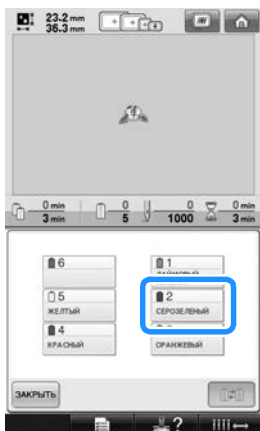 23.2 mm
36.3 mm
0 min
3 min
0
5
0
1000
0 min
3 min
6
1
5
ЖЕЛТЫЙ
2
СЕРОЗЕЛЕНЫЙ
4
КРАСНЫЙ
ОРАНЖЕВЫЙ
ЗАКРЫТЬ
?